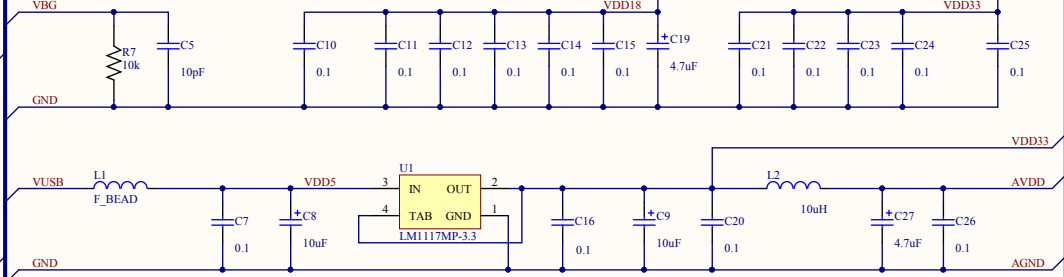 VBG VDD18 VDD33
R7 C5 C10 C11 C12 C13 C14 C15 C19 C21 C22 C23 C24 C25
10k 10pF 0.1 0.1 0.1 0.1 0.1 0.1 + 4.7uF 0.1 0.1 0.1 0.1 0.1
GND
VDD33
L1 U1 L2
VUSB VDD5 3 IN OUT 2 AVDD
F_BEAD 10uH
C7 + C8 4 TAB GND 1 C16 + C9 C20 + C27 C26
0.1 10uF LM1117MP-3.3 0.1 10uF 0.1 4.7uF 0.1
GND AGND